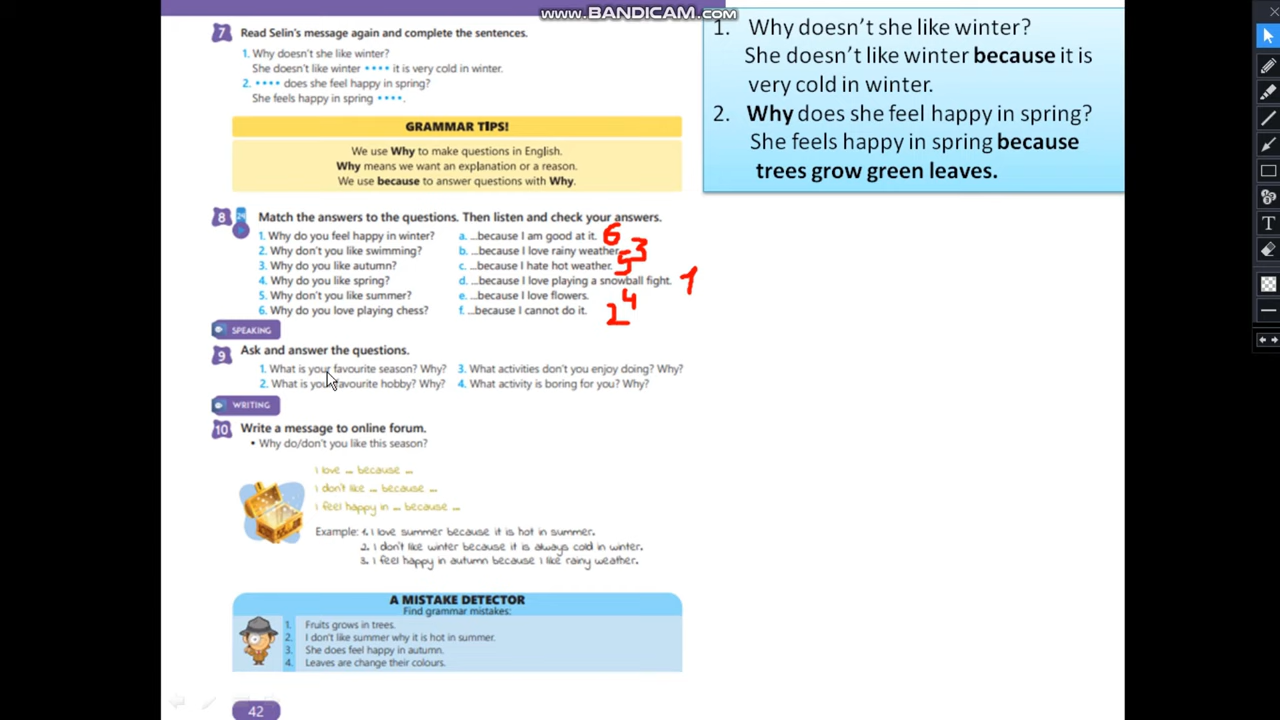 www.BANDICAM.com
7 Read Selin's message again and complete the sentences.
1. Why doesn't she like winter?
She doesn't like winter •••• it is very cold in winter.
2. •••• does she feel happy in spring?
She feels happy in spring ••••.
GRAMMAR TIPS!
We use Why to make questions in English.
Why means we want an explanation or a reason.
We use because to answer questions with Why.
1. Why doesn't she like winter?
She doesn't like winter because it is
very cold in winter.
2. Why does she feel happy in spring?
She feels happy in spring because
trees grow green leaves.
8 24 Match the answers to the questions. Then listen and check your answers.
1. Why do you feel happy in winter? a. ...because I am good at it. 6
2. Why don't you like swimming? b. ...because I love rainy weather. 3
3. Why do you like autumn? c. ...because I hate hot weather. 5
4. Why do you like spring? d. ...because I love playing a snowball fight. 1
5. Why don't you like summer? e. ...because I love flowers. 4
6. Why do you love playing chess? f. ...because I cannot do it. 2
SPEAKING
9 Ask and answer the questions.
1. What is your favourite season? Why? 3. What activities don't you enjoy doing? Why?
2. What is your favourite hobby? Why? 4. What activity is boring for you? Why?
WRITING
10 Write a message to online forum.
• Why do/don't you like this season?
I love ... because ...
I don't like ... because ...
I feel happy in ... because ...
Example: 1. I love summer because it is hot in summer.
2. I don't like winter because it is always cold in winter.
3. I feel happy in autumn because I like rainy weather.
A MISTAKE DETECTOR
Find grammar mistakes:
1. Fruits grows in trees.
2. I don't like summer why it is hot in summer.
3. She does feel happy in autumn.
4. Leaves are change their colours.
42
T